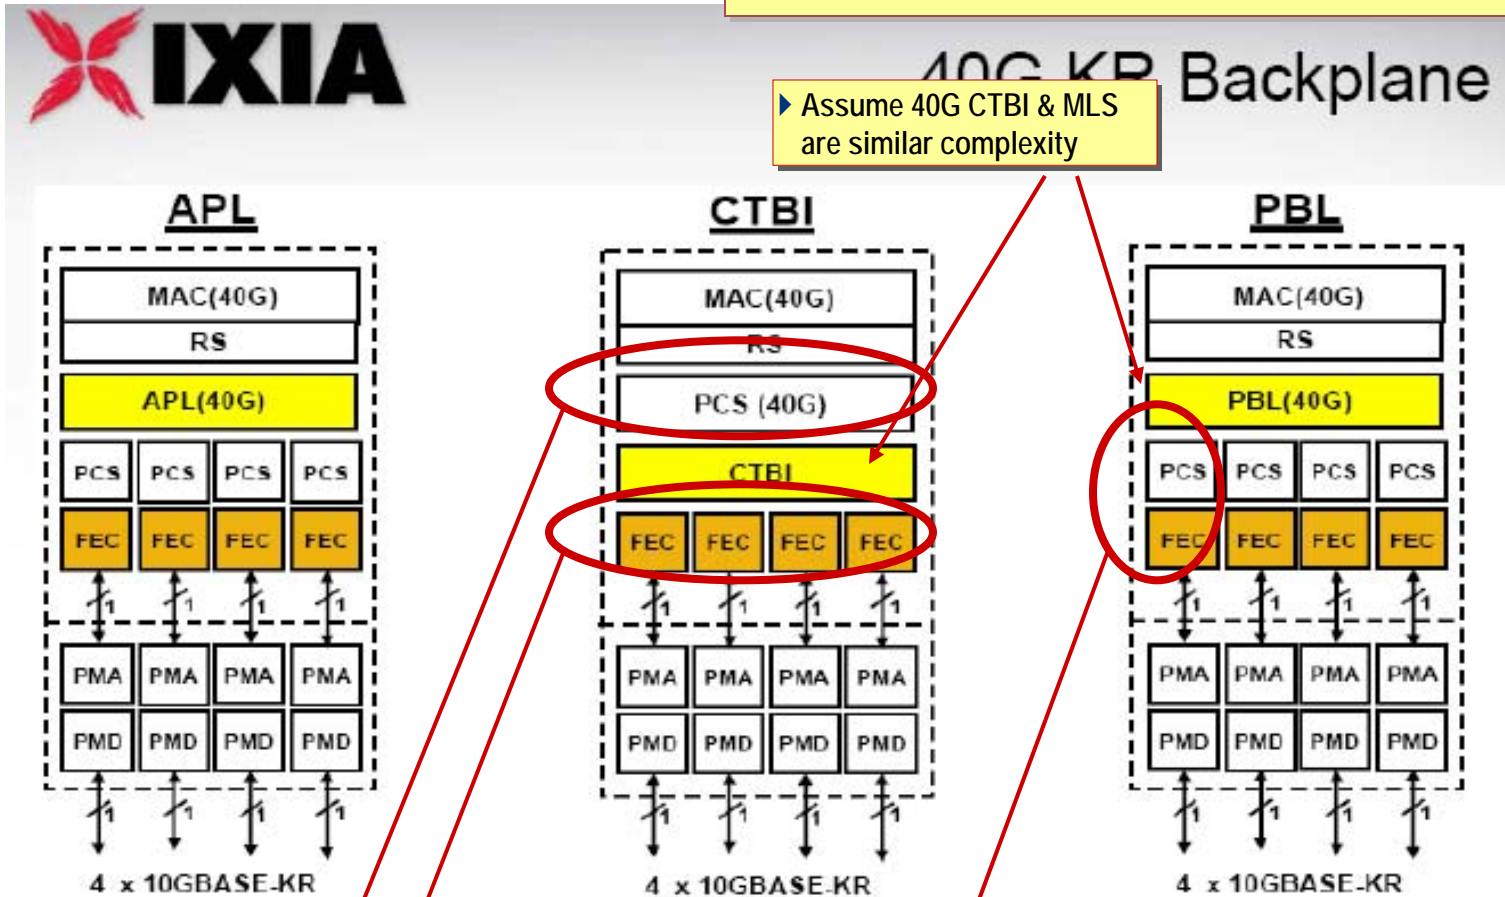 IXIA
40G KR Backplane
Assume 40G CTBI & MLS
are similar complexity
APL
MAC(40G)
RS
APL(40G)
PCS PCS PCS PCS
FEC FEC FEC FEC
1 1 1 1
PMA PMA PMA PMA
PMD PMD PMD PMD
1 1 1 1
4 x 10GBASE-KR
CTBI
MAC(40G)
RS
PCS (40G)
CTBI
FEC FEC FEC FEC
1 1 1 1
PMA PMA PMA PMA
PMD PMD PMD PMD
1 1 1 1
4 x 10GBASE-KR
PBL
MAC(40G)
RS
PBL(40G)
PCS PCS PCS PCS
FEC FEC FEC FEC
1 1 1 1
PMA PMA PMA PMA
PMD PMD PMD PMD
1 1 1 1
4 x 10GBASE-KR